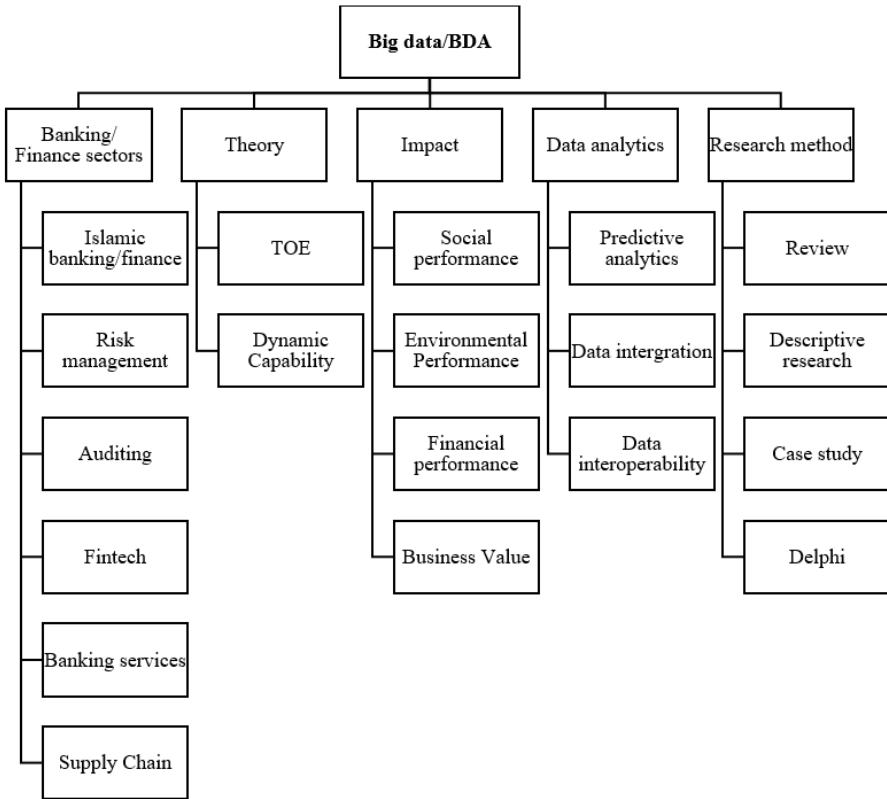 Big data/BDA
Banking/
Finance sectors
Theory
Impact
Data analytics
Research method
Islamic
banking/finance
TOE
Social
performance
Predictive
analytics
Review
Risk
management
Dynamic
Capability
Environmental
Performance
Data intergration
Descriptive
research
Auditing
Financial
performance
Data
interoperability
Case study
Fintech
Business Value
Delphi
Banking services
Supply Chain